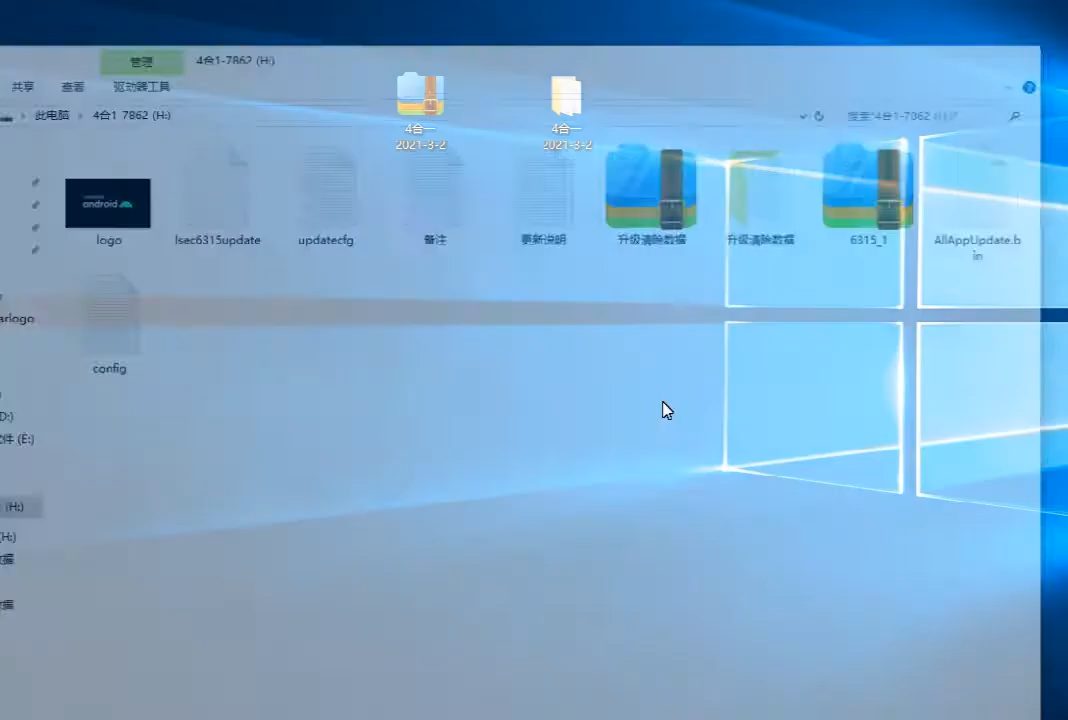 管理
4合1-7862 (H:)
共享
查看
驱动器工具
此电脑
4合1 7862 (H:)
搜索"4合1-7862 (H:)"
4合一
2021-3-2
4合一
2021-3-2
android
logo
lsec6315update
updatecfg
备注
更新说明
升级清除数据
升级清除数据
6315_1
AllAppUpdate.b
in
arlogo
config
D:)
件 (E:)
(H:)
(H:)